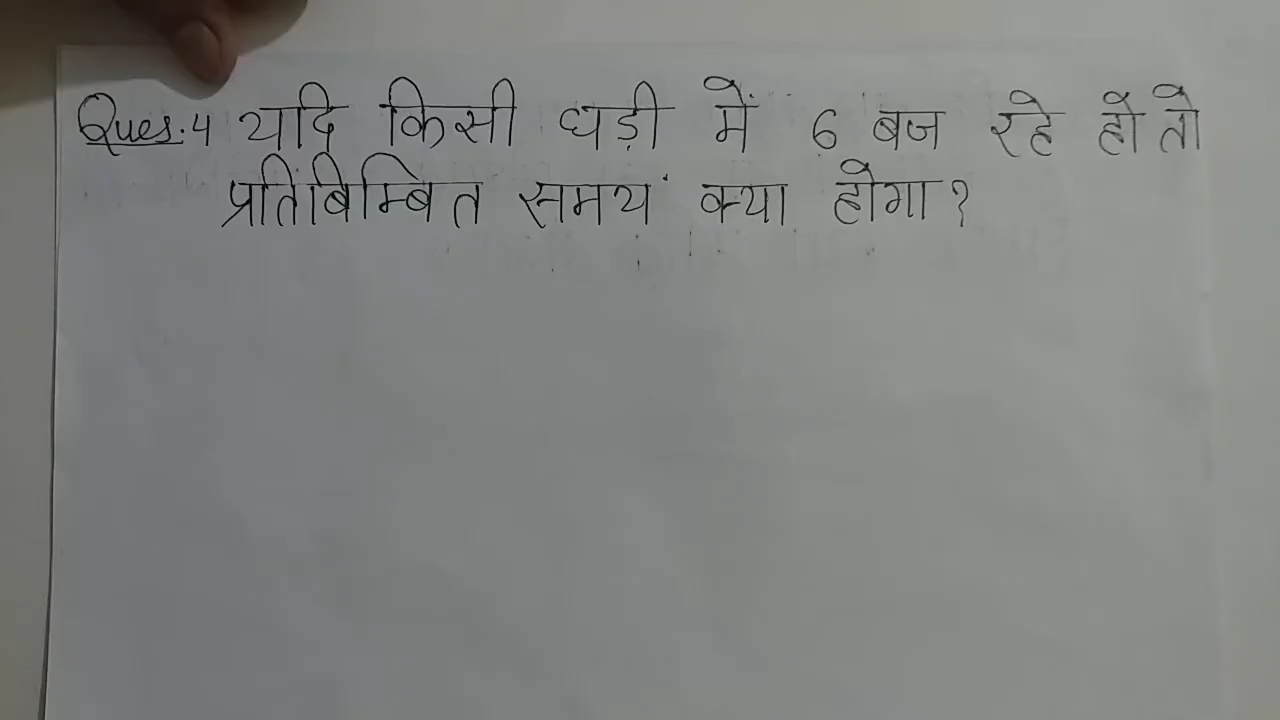 Ques.4 यदि किसी घड़ी में 6 बज रहे हो तो
प्रतिबिम्बित समय क्या होगा?